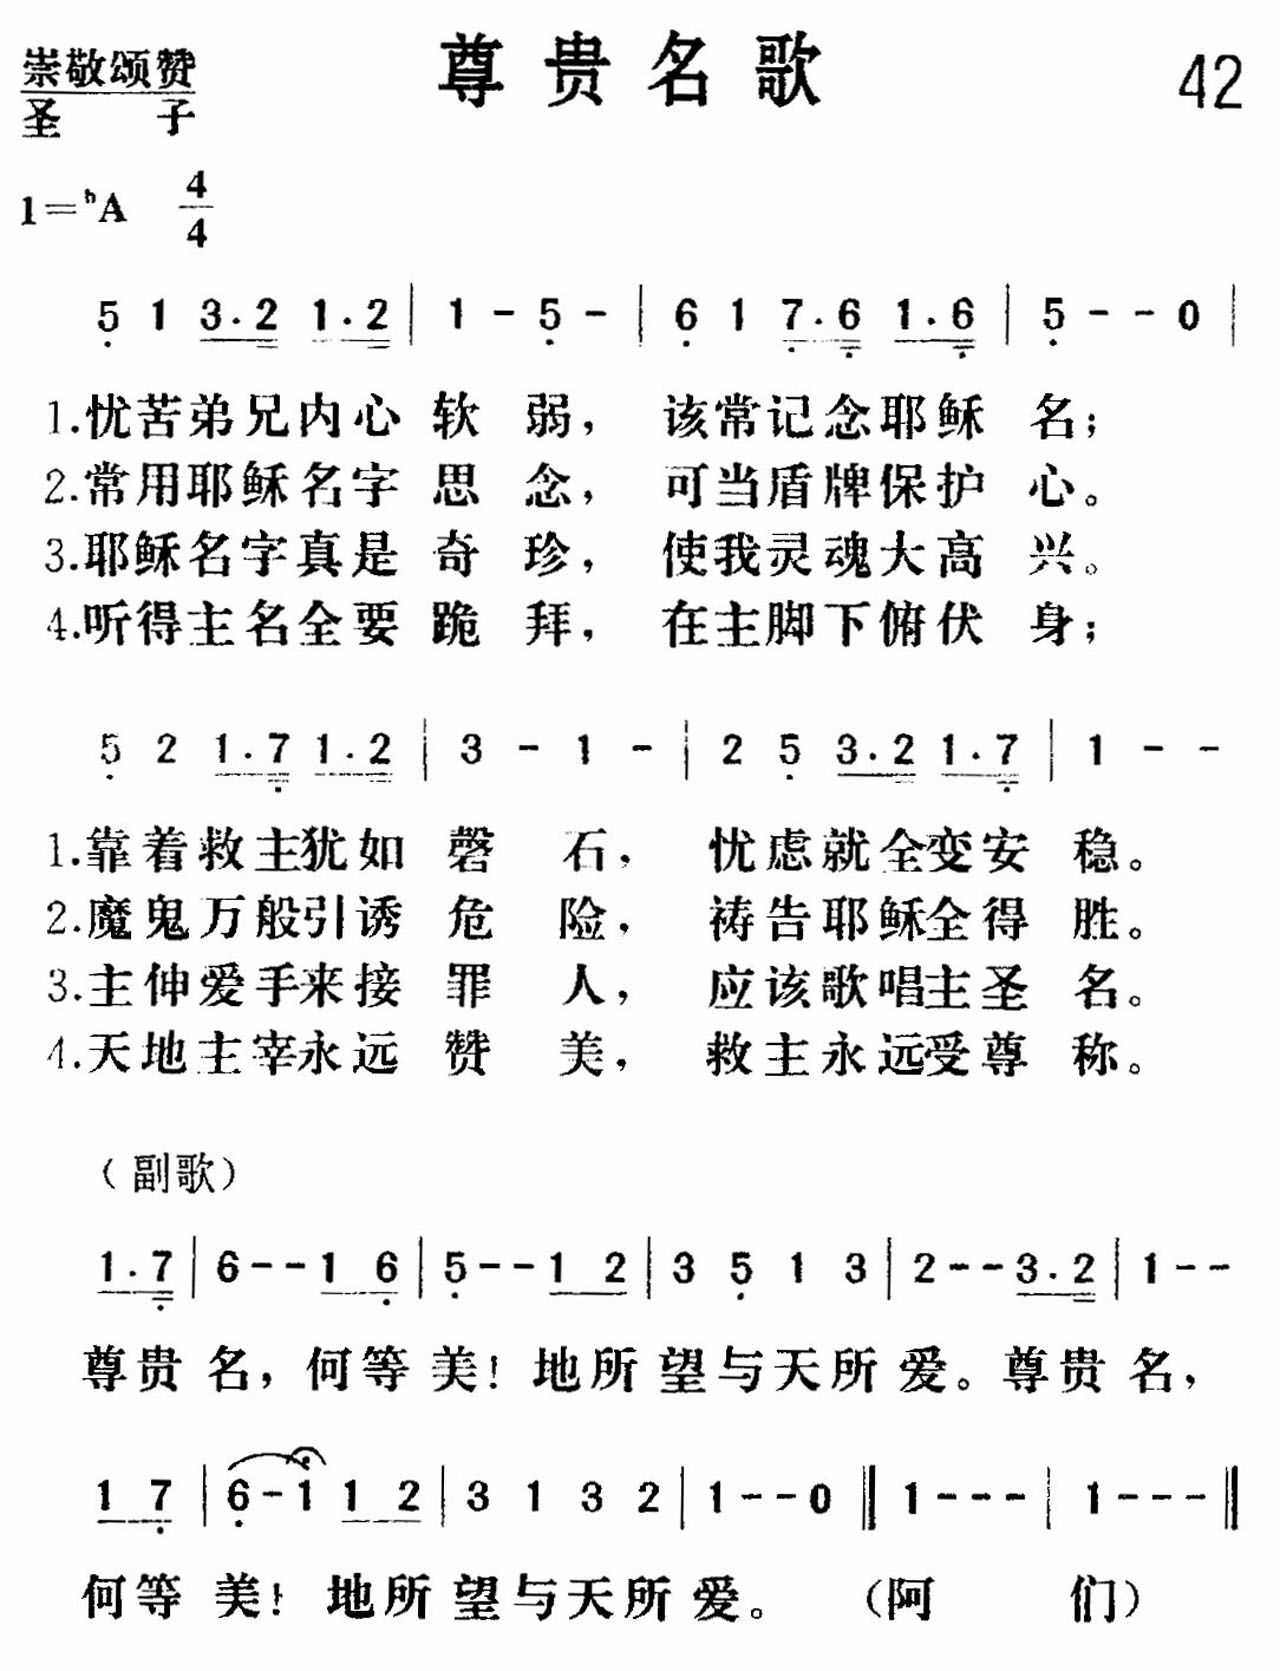 尊贵名歌 42
崇敬颂赞
圣 子
1=♭A 4/4
5 1 3·2 1·2 | 1 - 5 - | 6 1 7·6 1·6 | 5 - - 0 |
1.忧苦弟兄内心软弱，该常记念耶稣名；
2.常用耶稣名字思念，可当盾牌保护心。
3.耶稣名字真是奇珍，使我灵魂大高兴。
4.听得主名全要跪拜，在主脚下俯伏身；
5 2 1·7 1·2 | 3 - 1 - | 2 5 3·2 1·7 | 1 - -
1.靠着救主犹如磐石，忧虑就全变安稳。
2.魔鬼万般引诱危险，祷告耶稣全得胜。
3.主伸爱手来接罪人，应该歌唱主圣名。
4.天地主宰永远赞美，救主永远受尊称。
（副歌）
1·7 | 6 - - 1 6 | 5 - - 1 2 | 3 5 1 3 | 2 - - 3·2 | 1 - -
尊贵名，何等美！地所望与天所爱。尊贵名，
1 7 | 6 - 1 1 2 | 3 1 3 2 | 1 - - 0 ‖ 1 - - - | 1 - - - ‖
何等美！地所望与天所爱。（阿们）